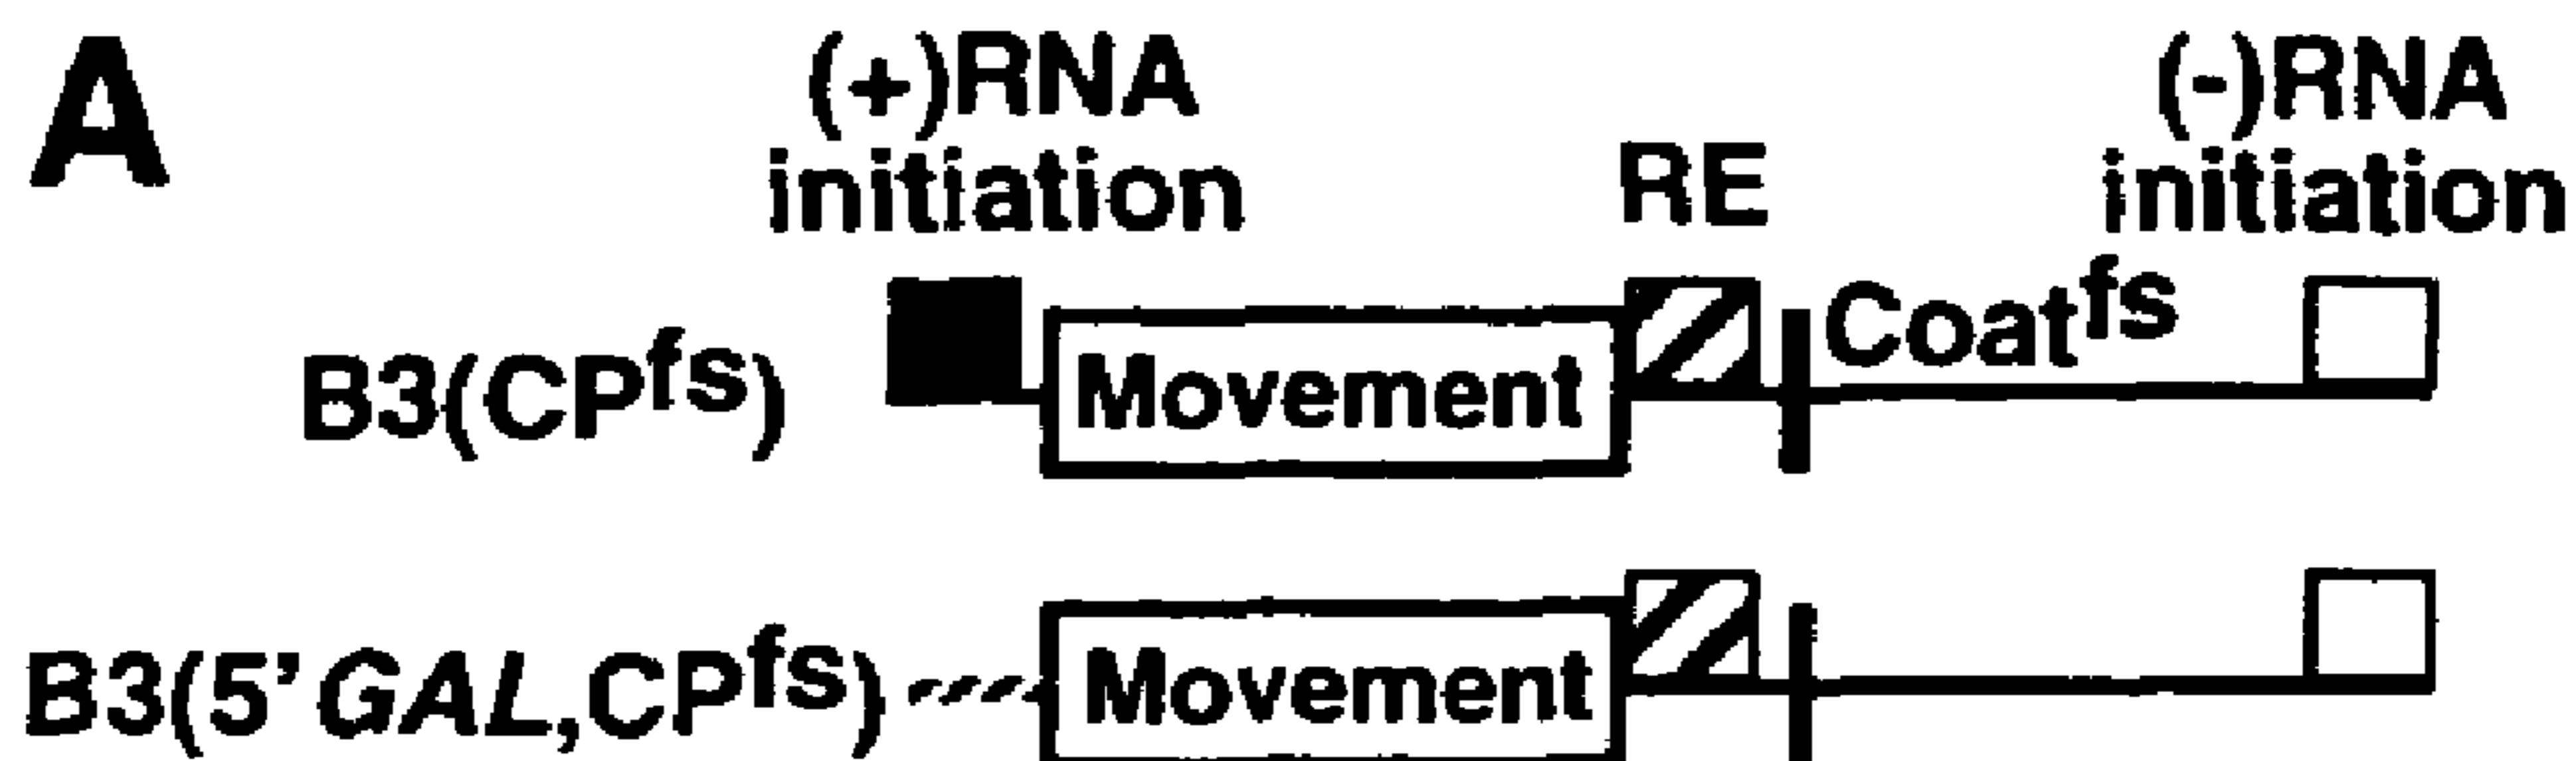 A
(+)RNA
initiation
RE
(-)RNA
initiation
B3(CPfs)
Movement
Coatfs
B3(5'GAL,CPfs)
Movement